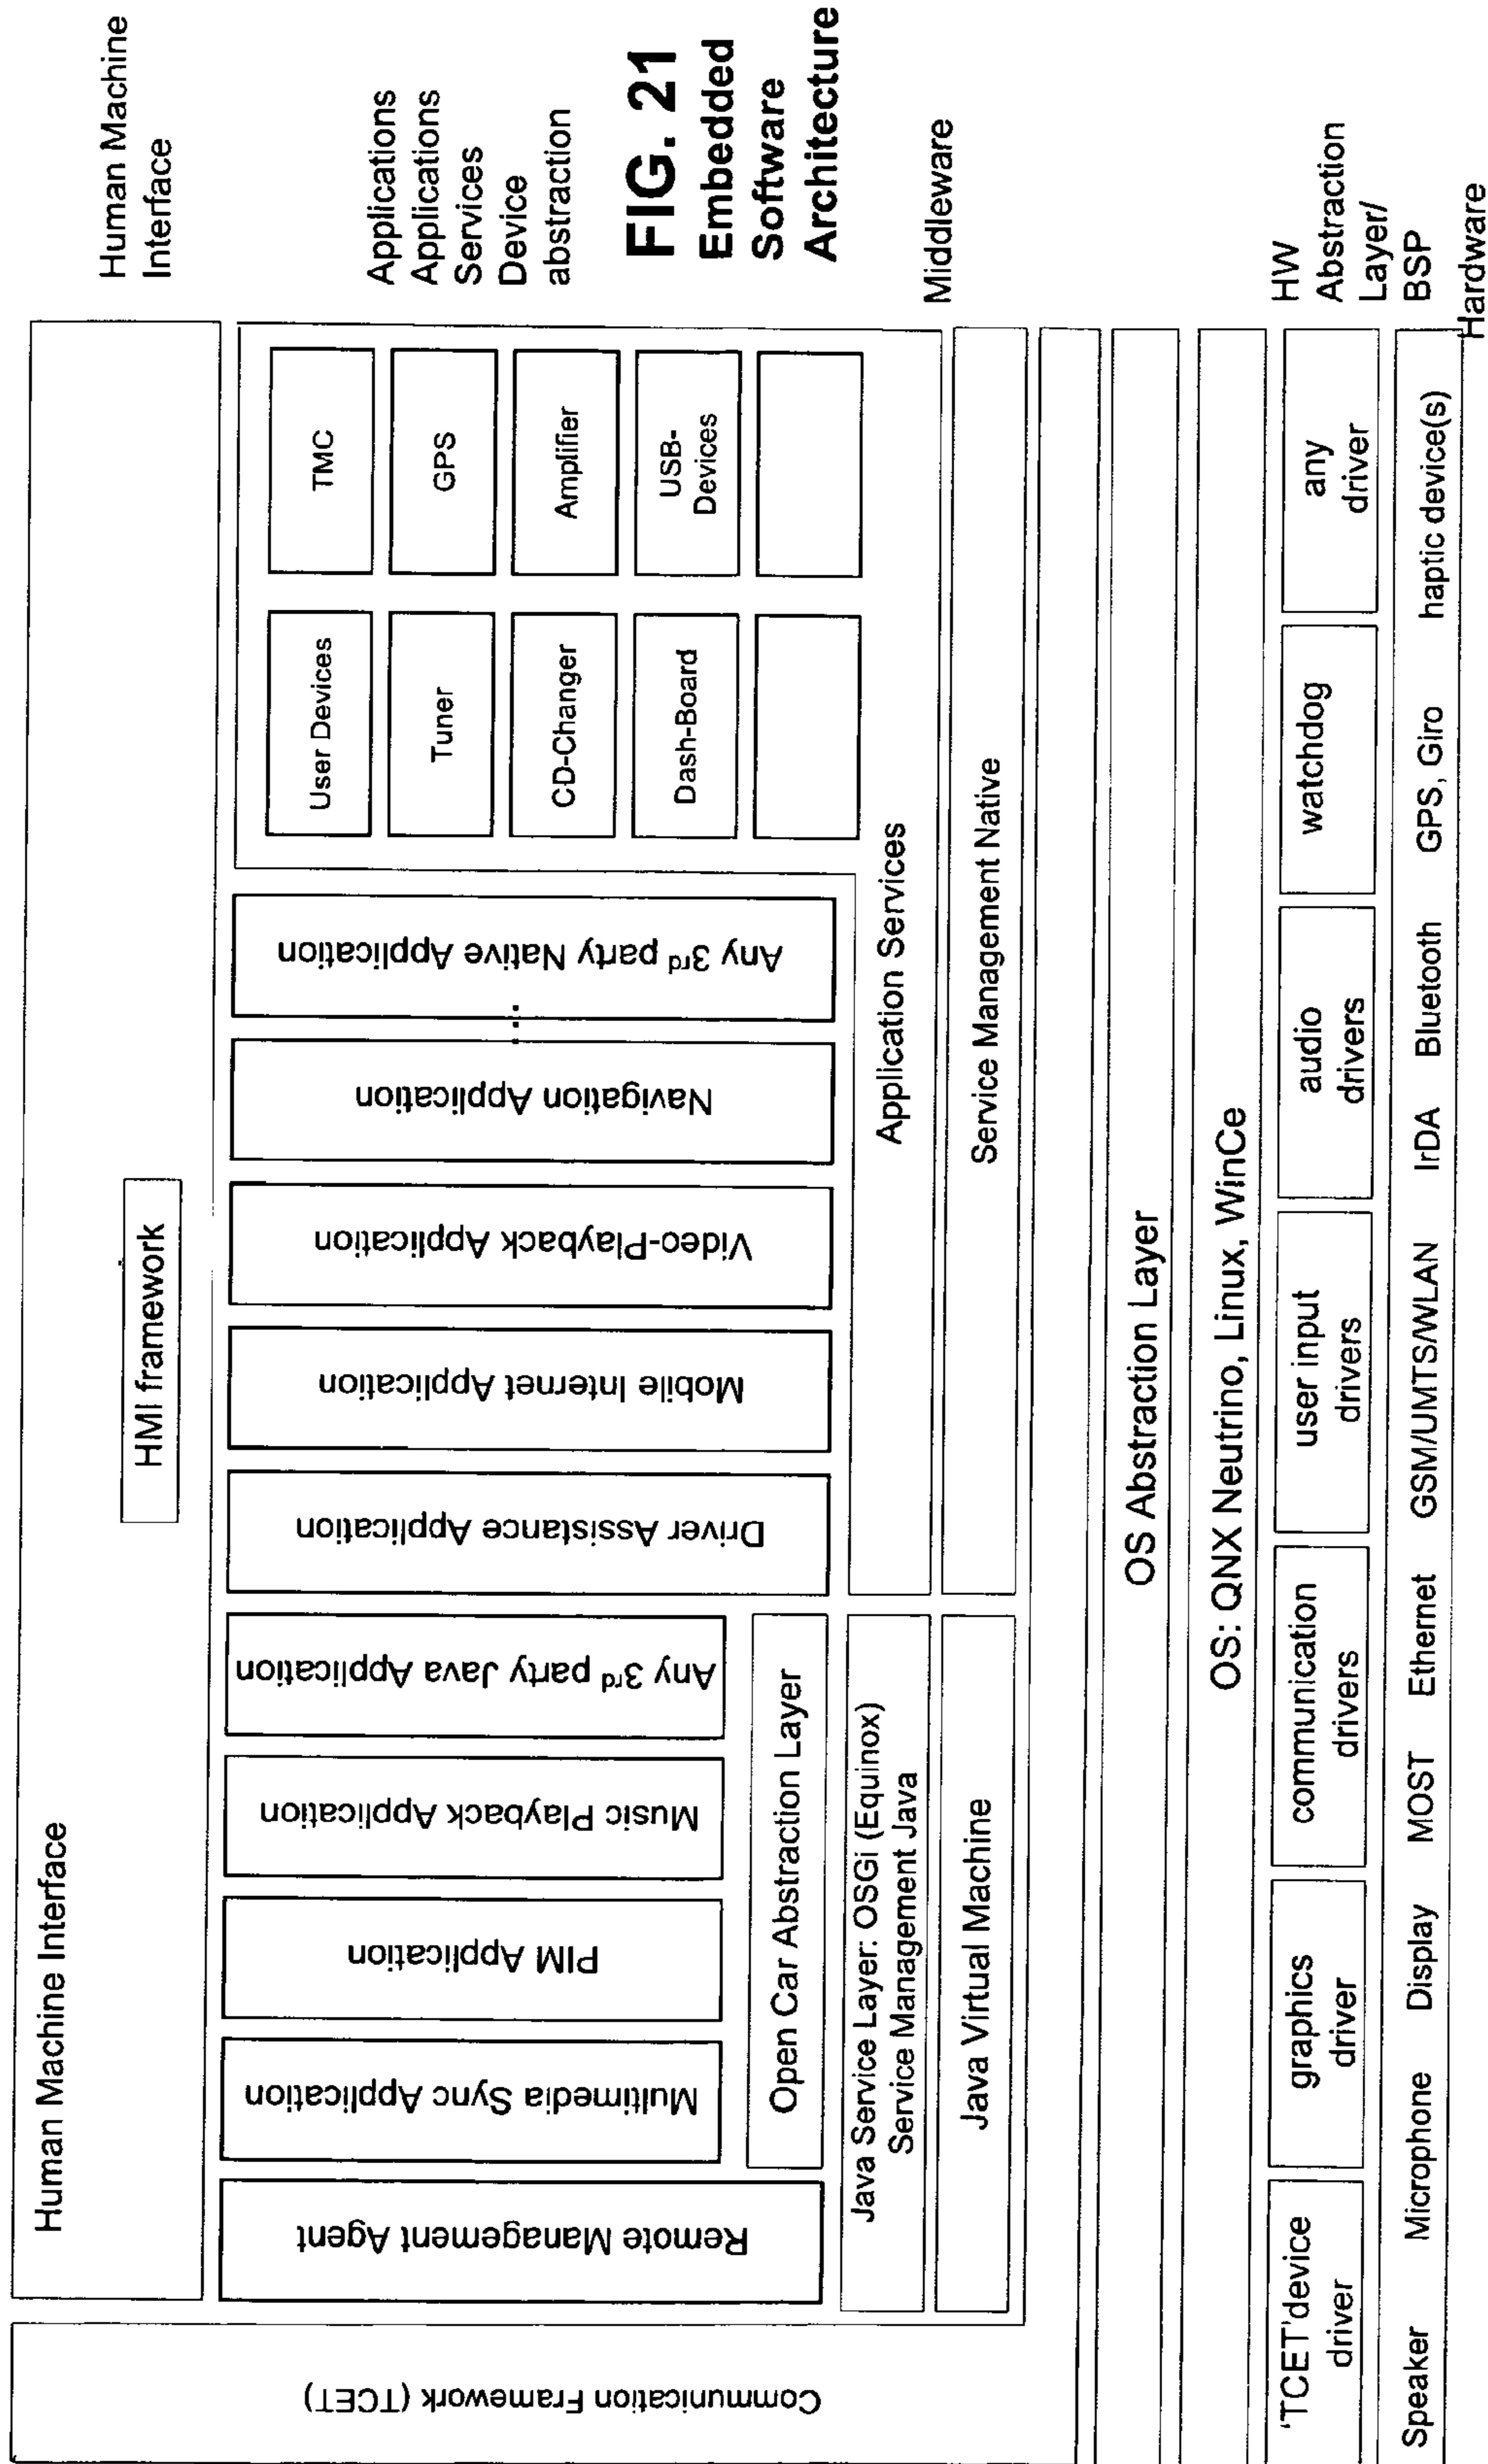 Human Machine Interface
Human Machine
Interface
HMI framework
Communication Framework (TCET)
Remote Management Agent
Multimedia Sync Application
PIM Application
Music Playback Application
Any 3rd party Java Application
Driver Assistance Application
Mobile Internet Application
Video-Playback Application
Navigation Application
...
Any 3rd party Native Application
User Devices
TMC
Tuner
GPS
CD-Changer
Amplifier
Dash-Board
USB-
Devices
Applications
Applications
Services
Device
abstraction
FIG. 21
Embedded
Software
Architecture
Open Car Abstraction Layer
Java Service Layer: OSGi (Equinox)
Service Management Java
Application Services
Java Virtual Machine
Service Management Native
Middleware
OS Abstraction Layer
OS: QNX Neutrino, Linux, WinCe
'TCET'device
driver
graphics
driver
communication
drivers
user input
drivers
audio
drivers
watchdog
any
driver
HW
Abstraction
Layer/
BSP
Speaker Microphone Display MOST Ethernet GSM/UMTS/WLAN IrDA Bluetooth GPS, Giro haptic device(s)
Hardware